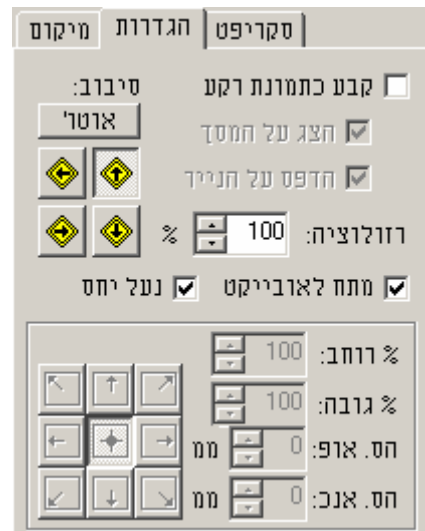 סקריפט הגדרות מיקום
קבע כתמונת רקע סיבוב:
הצג על המסך אוטו'
הדפס על הנייר
רזולוציה: 100 %
מתח לאובייקט נעל יחס
% רוחב: 100
% גובה: 100
הס. אופ: 0 ממ
הס. אנכ: 0 ממ